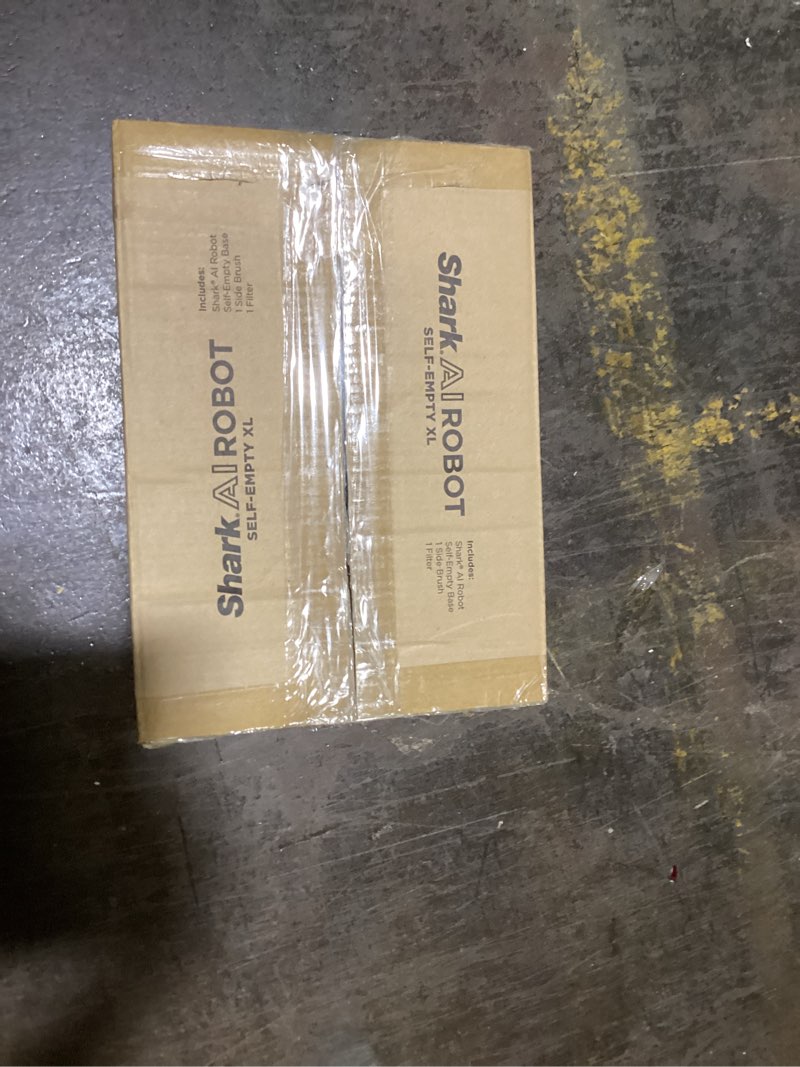 Shark® AI ROBOT
SELF-EMPTY XL
Includes:
Shark® AI Robot
Self-Empty Base
1 Side Brush
1 Filter
Shark® AI ROBOT
SELF-EMPTY XL
Includes:
Shark® AI Robot
Self-Empty Base
1 Side Brush
1 Filter